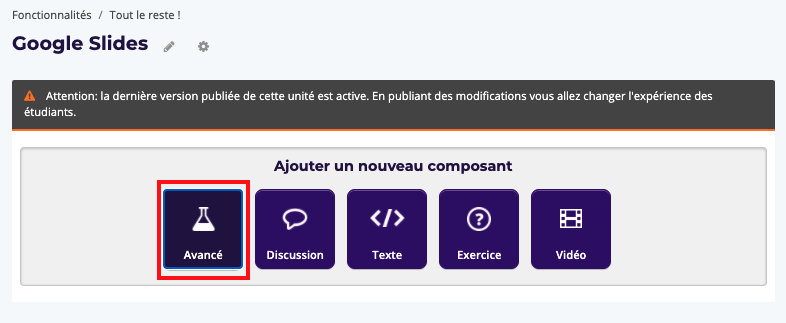 Fonctionnalités / Tout le reste !
Google Slides
Attention: la dernière version publiée de cette unité est active. En publiant des modifications vous allez changer l'expérience des
étudiants.
Ajouter un nouveau composant
Avancé Discussion Texte Exercice Vidéo